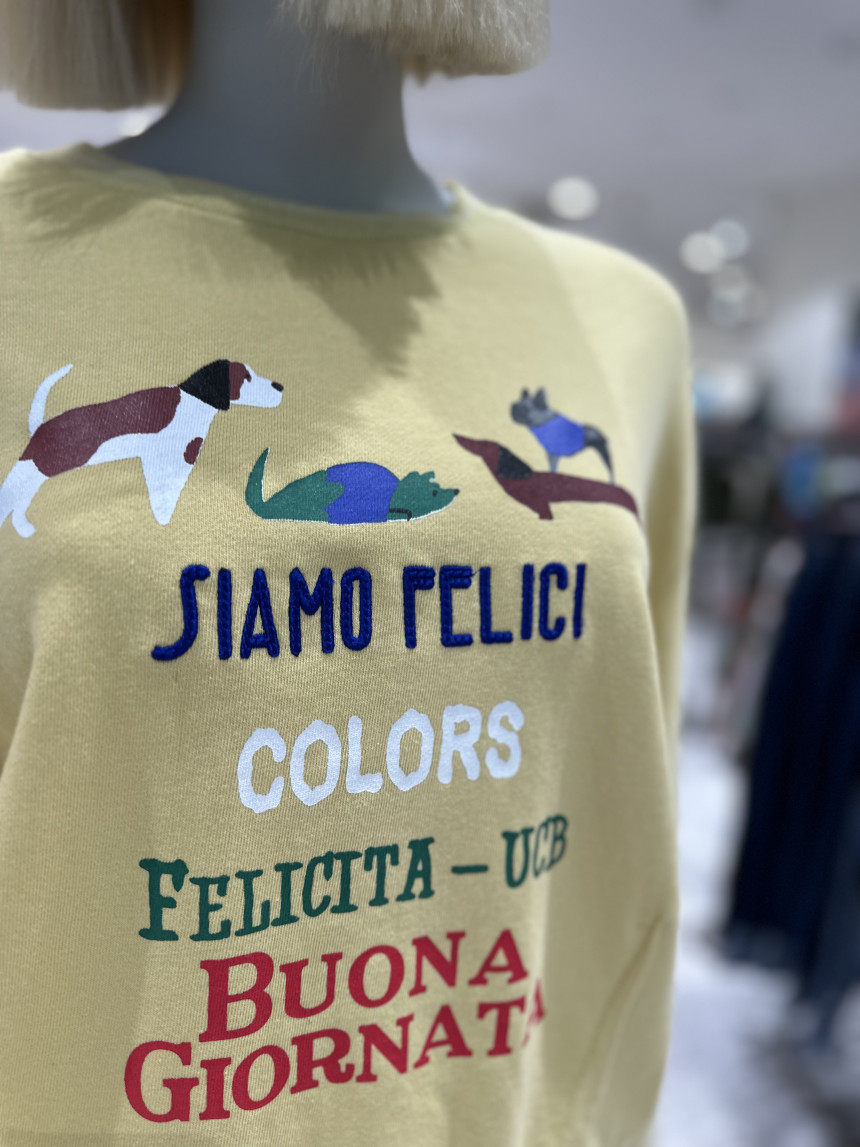 SIAMO FELICI
COLORS
FELICITA – UCB
BUONA
GIORNATA